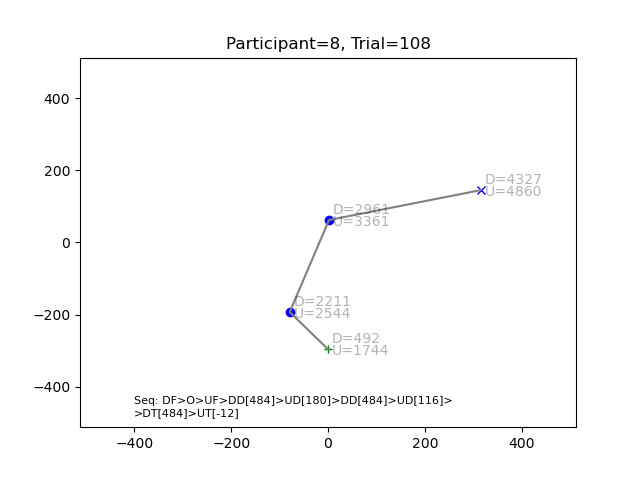 Participant=8, Trial=108
400
200
0
−200
−400
D=4327
U=4860
D=2961
U=3361
D=2211
U=2544
D=492
U=1744
Seq: DF>O>UF>DD[484]>UD[180]>DD[484]>UD[116]>
>DT[484]>UT[-12]
−400 −200 0 200 400